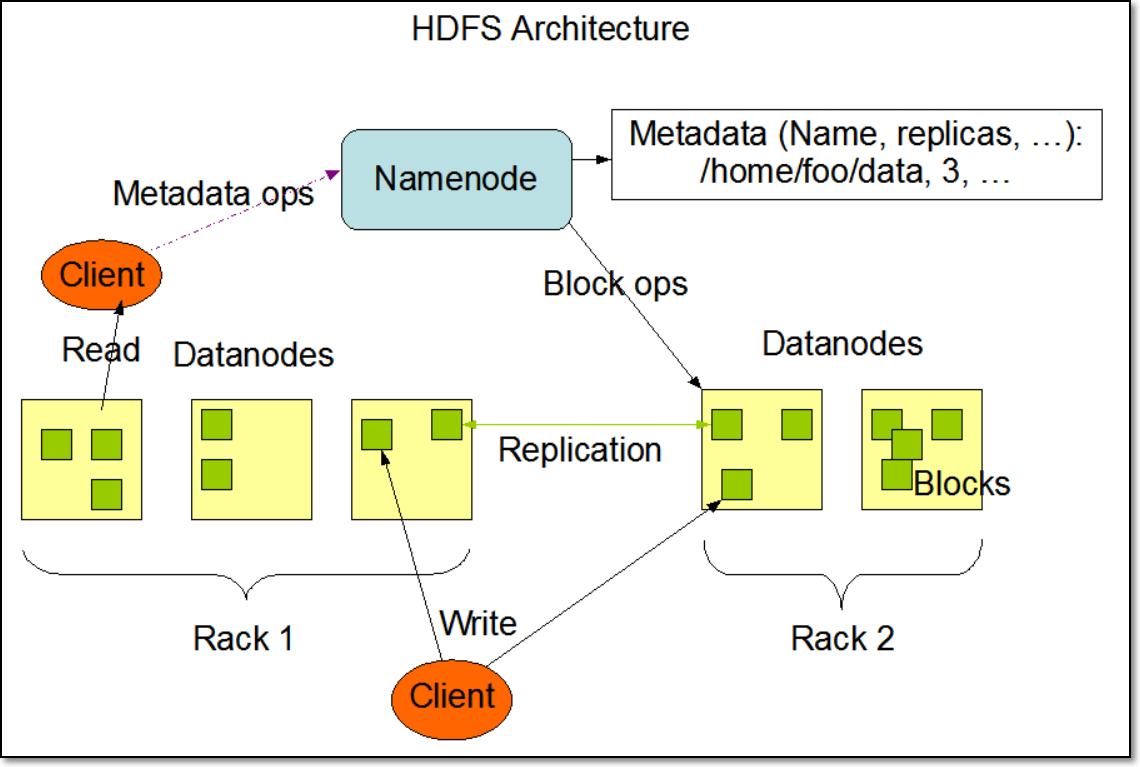 HDFS Architecture
Metadata (Name, replicas, …):
/home/foo/data, 3, …
Namenode
Metadata ops
Client
Block ops
Read
Datanodes
Datanodes
Replication
Blocks
Rack 1
Write
Rack 2
Client